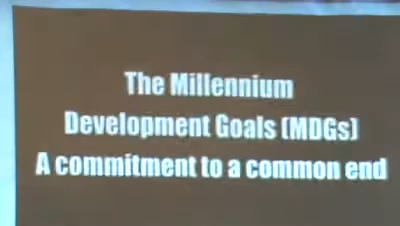 The Millennium
Development Goals (MDGs)
A commitment to a common end